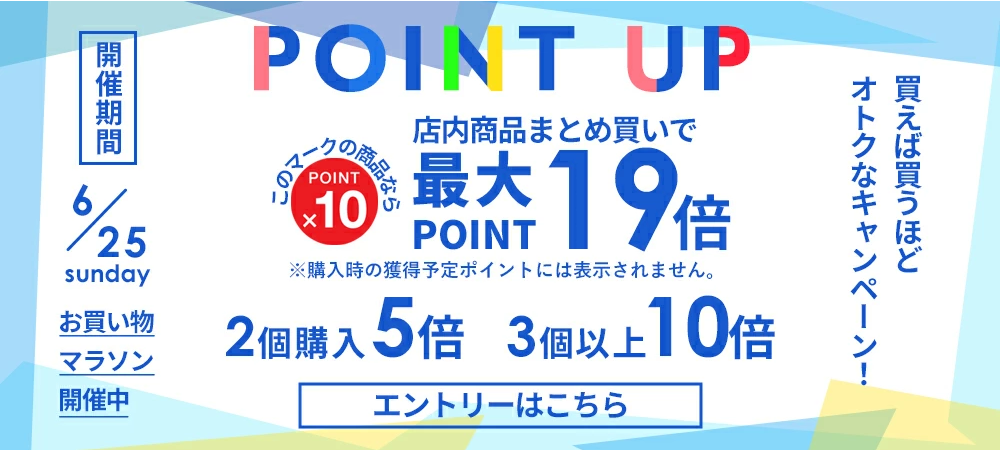 POINT UP
開催期間
6/25
sunday
お買い物
マラソン
開催中
店内商品まとめ買いで
このマークの商品なら
POINT
×10
最大
POINT
19倍
※購入時の獲得予定ポイントには表示されません。
2個購入5倍 3個以上10倍
エントリーはこちら
買えば買うほど
オトクなキャンペーン!